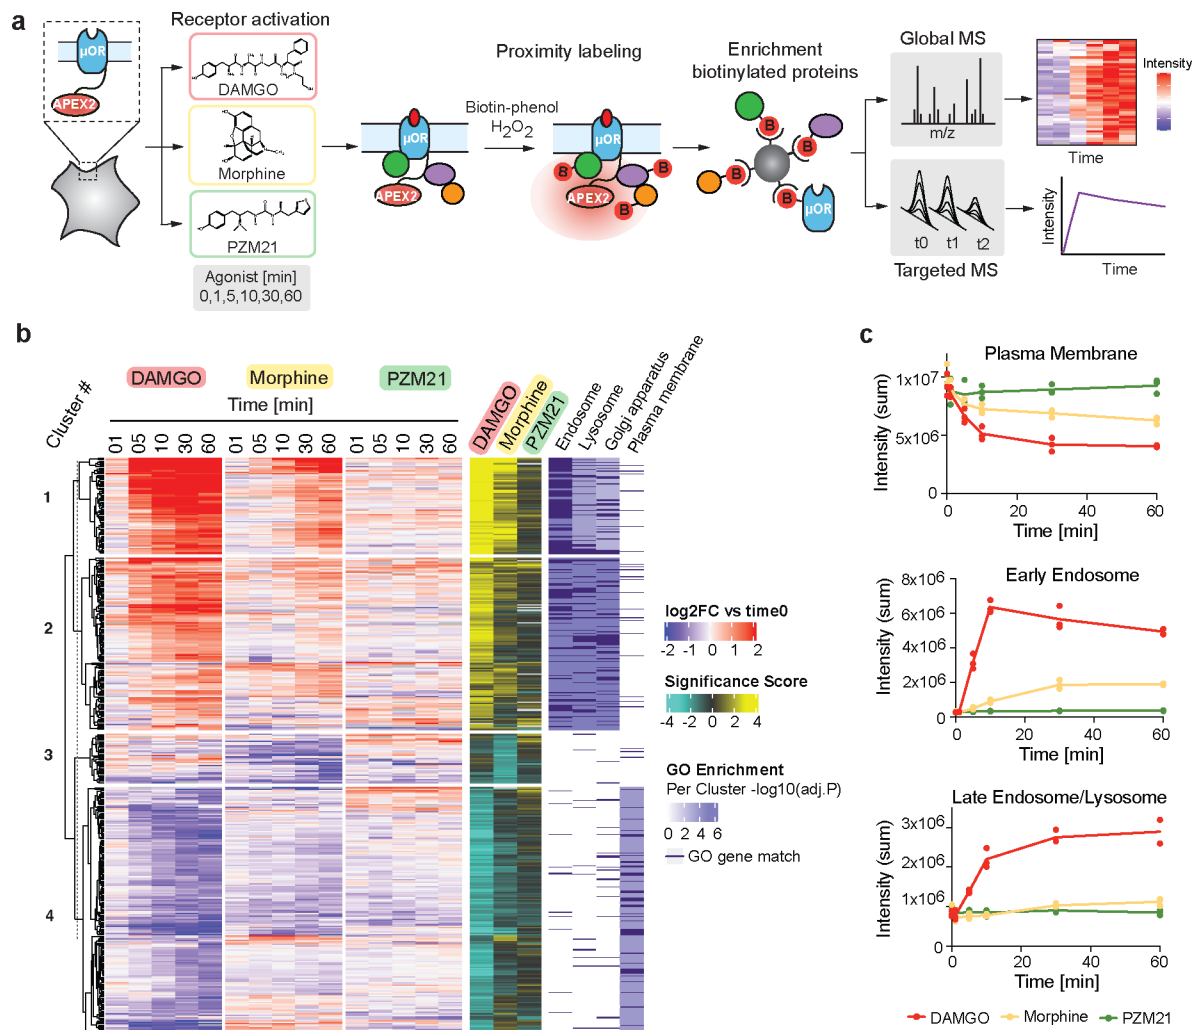 a
Receptor activation
µOR
APEX2
DAMGO
Morphine
PZM21
Agonist [min]
0,1,5,10,30,60
µOR
APEX2
Biotin-phenol
H2O2
Proximity labeling
µOR
B
B
B
APEX2
Enrichment
biotinylated proteins
B
B
B
B
µOR
Global MS
m/z
t0 t1 t2
Targeted MS
Intensity
Time
Intensity
Time
b
Cluster #
DAMGO Morphine PZM21
Time [min]
01 05 10 30 60 01 05 10 30 60 01 05 10 30 60
DAMGO Morphine PZM21 Endosome Lysosome Golgi apparatus Plasma membrane
1
2
3
4
log2FC vs time0
-2 -1 0 1 2
Significance Score
-4 -2 0 2 4
GO Enrichment
Per Cluster -log10(adj.P)
0 2 4 6
GO gene match
c
Plasma Membrane
Intensity (sum)
1x10⁷
5x10⁶
0
0 20 40 60
Time [min]
Early Endosome
Intensity (sum)
8x10⁶
6x10⁶
4x10⁶
2x10⁶
0
0 20 40 60
Time [min]
Late Endosome/Lysosome
Intensity (sum)
3x10⁶
2x10⁶
1x10⁶
0
0 20 40 60
Time [min]
DAMGO Morphine PZM21